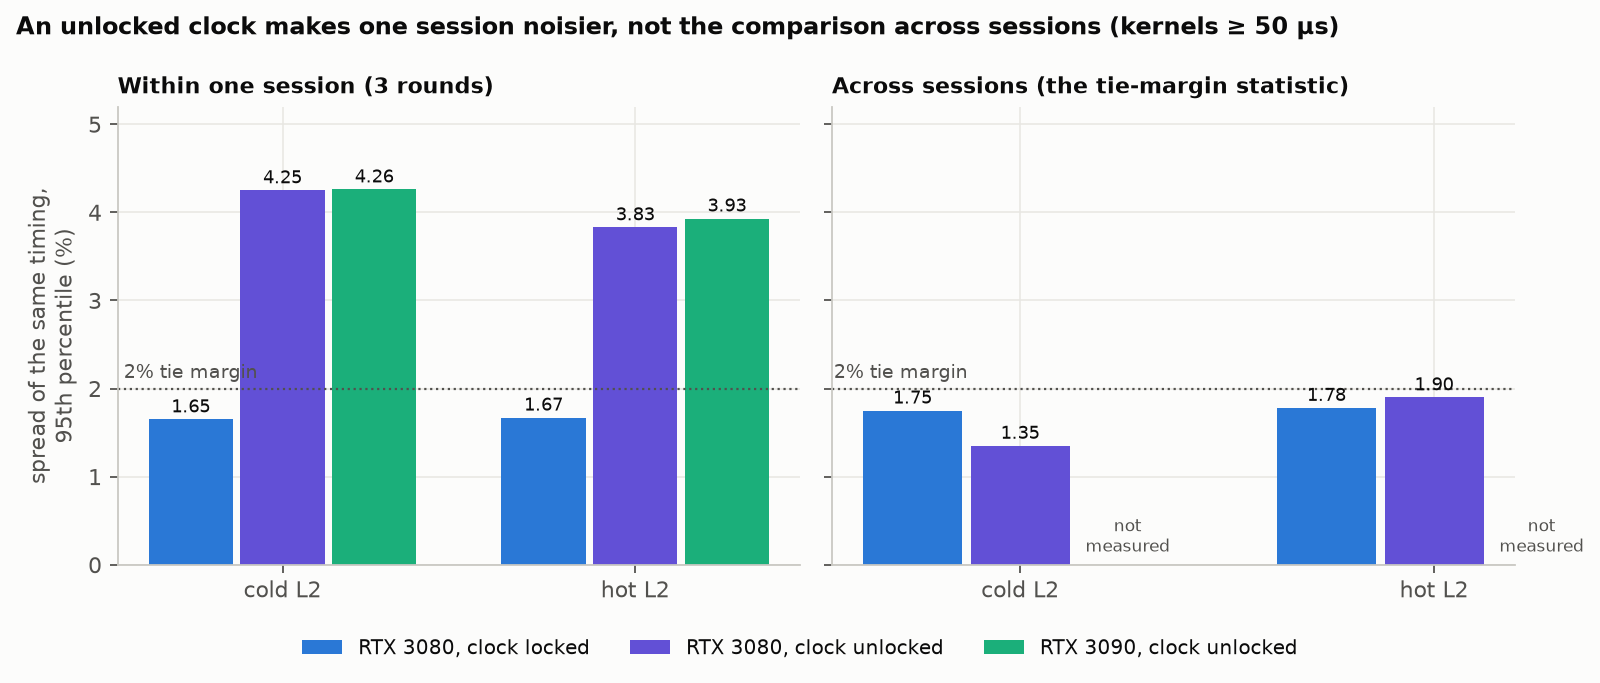 An unlocked clock makes one session noisier, not the comparison across sessions (kernels ≥ 50 µs)
Within one session (3 rounds)
spread of the same timing,
95th percentile (%)
5
4
3
2
1
0
2% tie margin
1.65
4.25
4.26
1.67
3.83
3.93
cold L2
hot L2
Across sessions (the tie-margin statistic)
2% tie margin
1.75
1.35
not
measured
1.78
1.90
not
measured
cold L2
hot L2
RTX 3080, clock locked
RTX 3080, clock unlocked
RTX 3090, clock unlocked